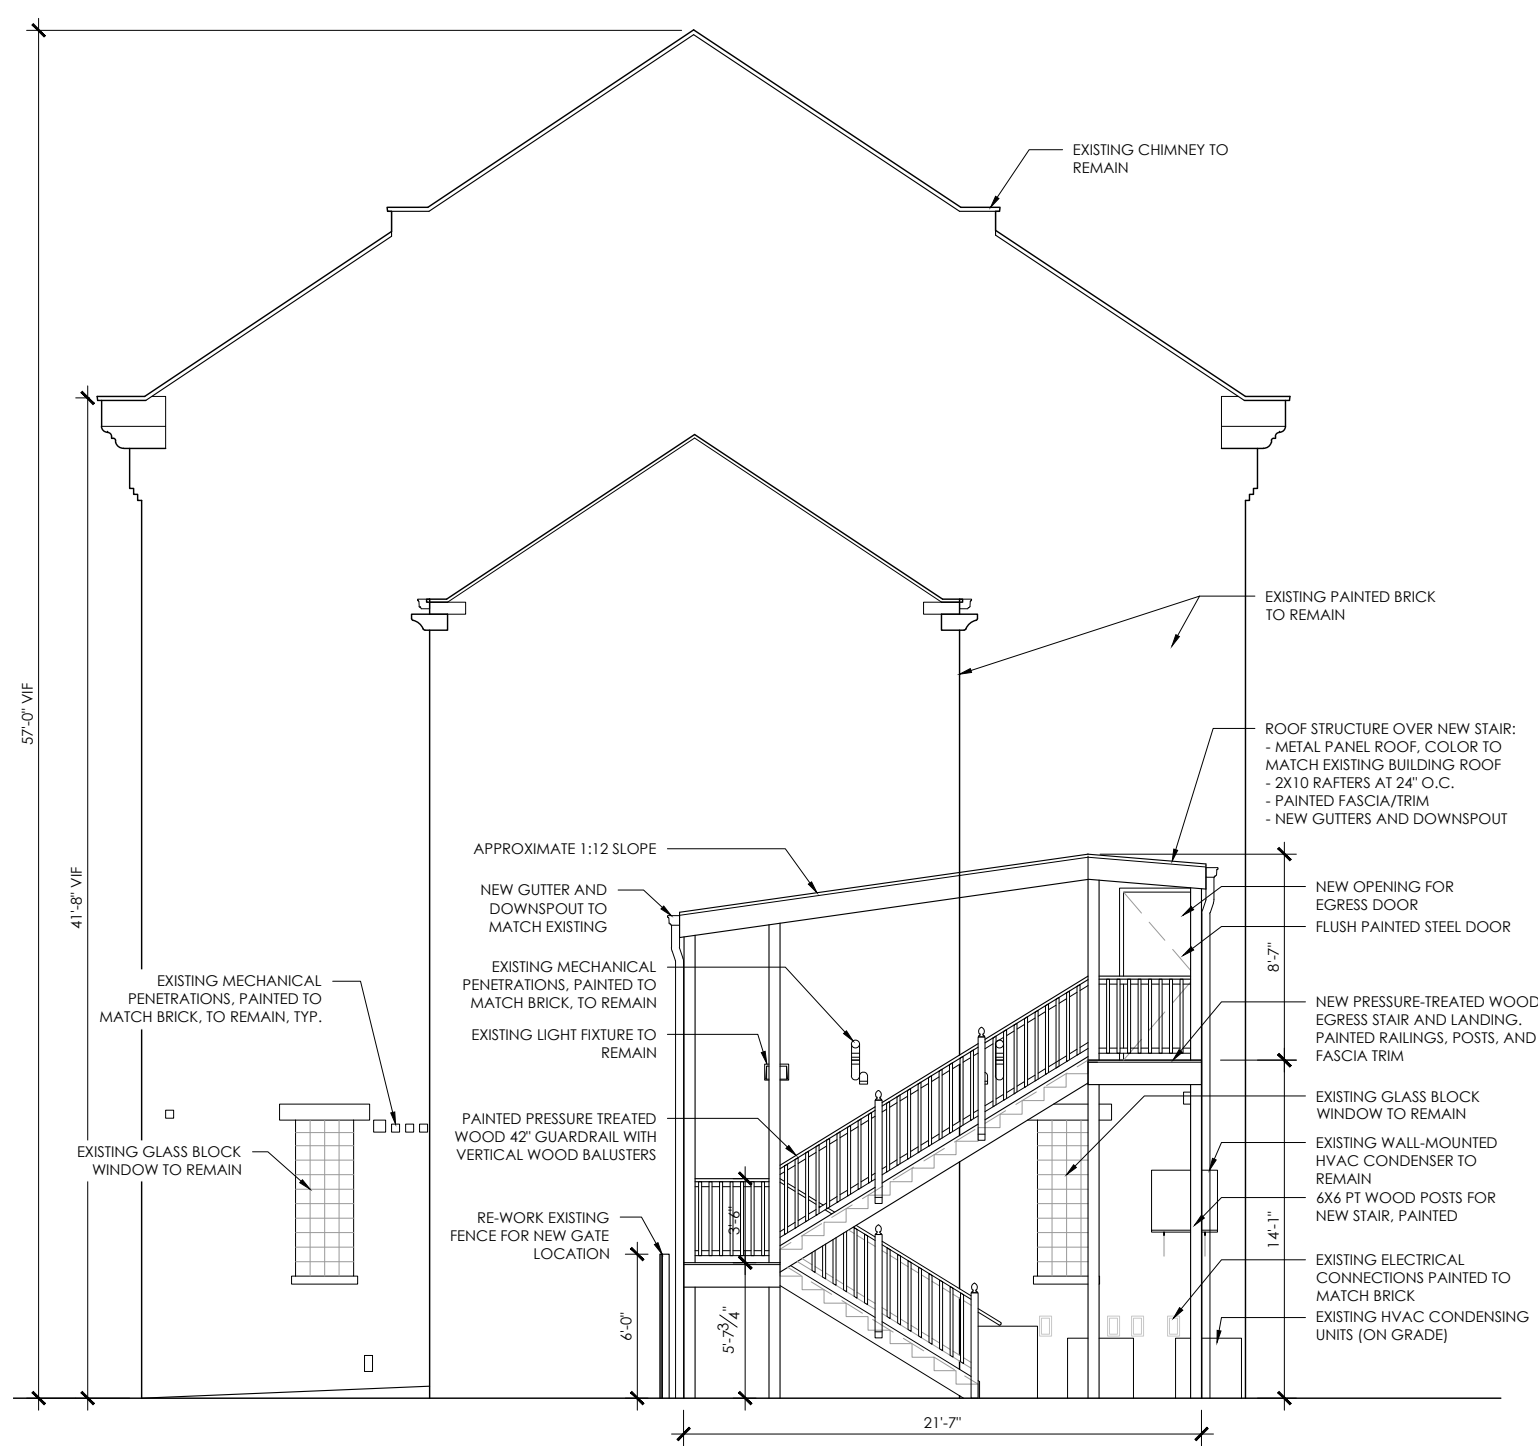 EXISTING CHIMNEY TO
REMAIN
EXISTING PAINTED BRICK
TO REMAIN
57'-0" VIF
41'-8" VIF
ROOF STRUCTURE OVER NEW STAIR:
- METAL PANEL ROOF, COLOR TO
MATCH EXISTING BUILDING ROOF
- 2X10 RAFTERS AT 24" O.C.
- PAINTED FASCIA/TRIM
- NEW GUTTERS AND DOWNSPOUT
APPROXIMATE 1:12 SLOPE
NEW GUTTER AND
DOWNSPOUT TO
MATCH EXISTING
NEW OPENING FOR
EGRESS DOOR
FLUSH PAINTED STEEL DOOR
8'-7"
EXISTING MECHANICAL
PENETRATIONS, PAINTED TO
MATCH BRICK, TO REMAIN, TYP.
EXISTING MECHANICAL
PENETRATIONS, PAINTED TO
MATCH BRICK, TO REMAIN
EXISTING LIGHT FIXTURE TO
REMAIN
NEW PRESSURE-TREATED WOOD
EGRESS STAIR AND LANDING.
PAINTED RAILINGS, POSTS, AND
FASCIA TRIM
PAINTED PRESSURE TREATED
WOOD 42" GUARDRAIL WITH
VERTICAL WOOD BALUSTERS
EXISTING GLASS BLOCK
WINDOW TO REMAIN
EXISTING GLASS BLOCK
WINDOW TO REMAIN
EXISTING WALL-MOUNTED
HVAC CONDENSER TO
REMAIN
6X6 PT WOOD POSTS FOR
NEW STAIR, PAINTED
RE-WORK EXISTING
FENCE FOR NEW GATE
LOCATION
3'-6"
14'-1"
EXISTING ELECTRICAL
CONNECTIONS PAINTED TO
MATCH BRICK
EXISTING HVAC CONDENSING
UNITS (ON GRADE)
6'-0"
5'-7 3/4"
21'-7"